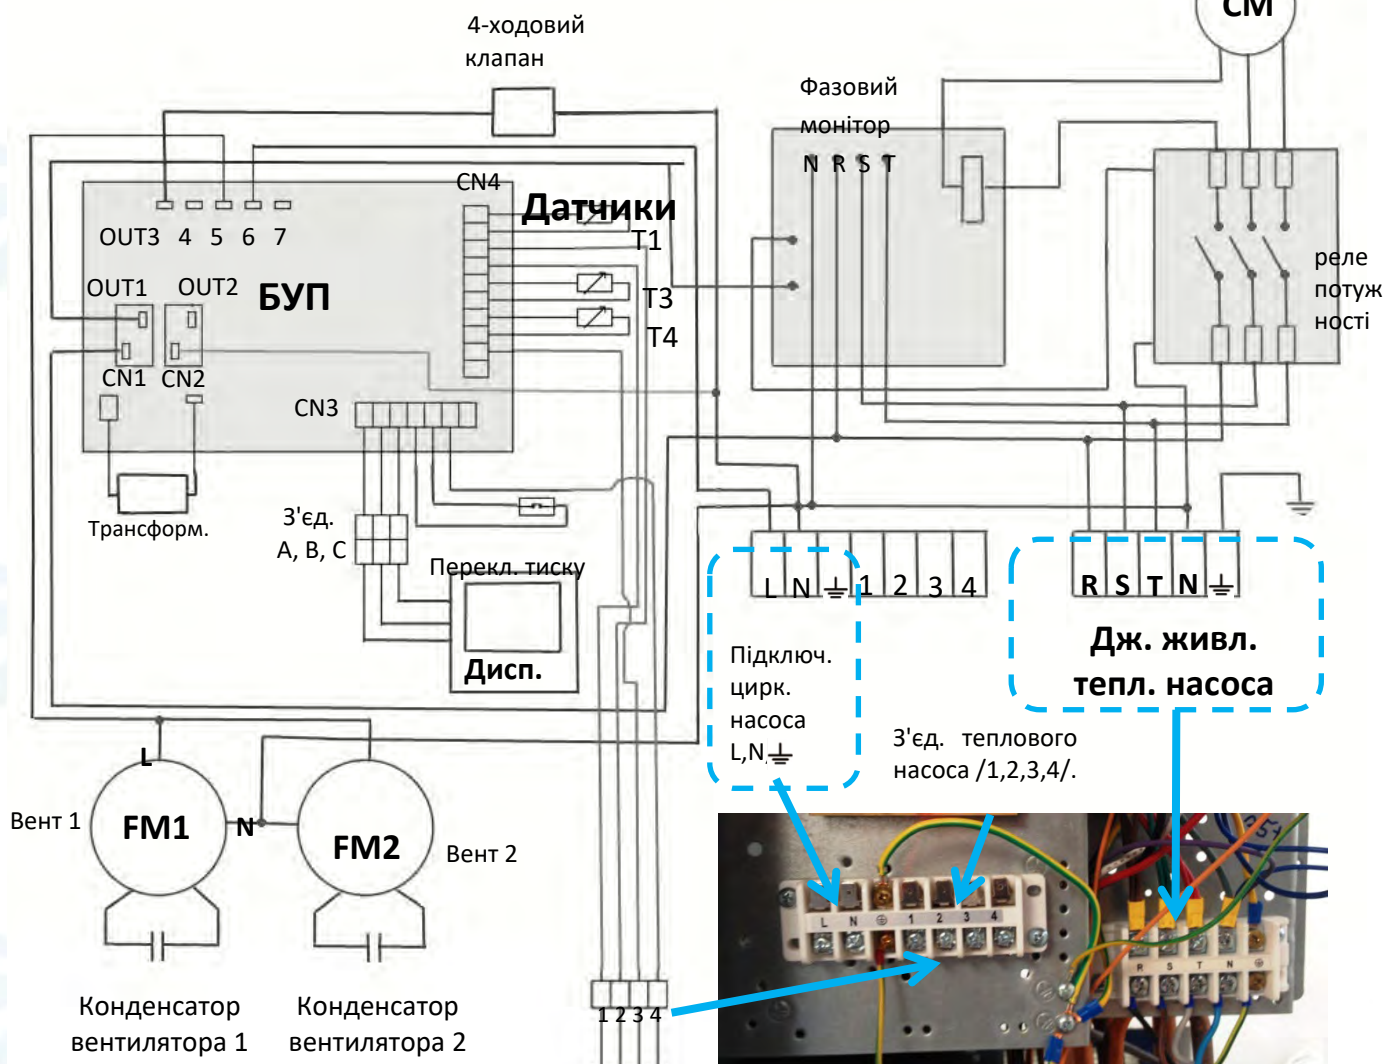 СМ
4-ходовий
клапан
Фазовий
монітор
N R S T
CN4
Датчики
OUT3 4 5 6 7
T1
OUT1 OUT2
БУП
T3
T4
реле
потуж
ності
CN1 CN2
CN3
Трансформ.
З'єд.
А, В, С
Перекл. тиску
Дисп.
L N 1 2 3 4
R S T N
Підключ.
цирк.
насоса
L,N,
Дж. живл.
тепл. насоса
З'єд. теплового
насоса /1,2,3,4/.
L
Вент 1
FM1
N
FM2
Вент 2
L N 1 2 3 4
R S T N
1 2 3 4
Конденсатор
вентилятора 1
Конденсатор
вентилятора 2